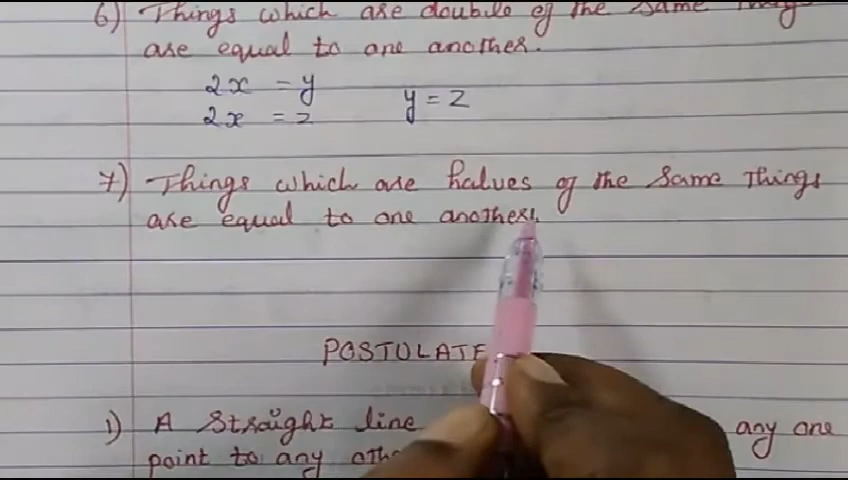 6) Things which are double of the same things
are equal to one another.
2x = y
2x = z
y = z
7) Things which are halves of the same Things
are equal to one another.
POSTULATE
1) A straight line any one
point to any